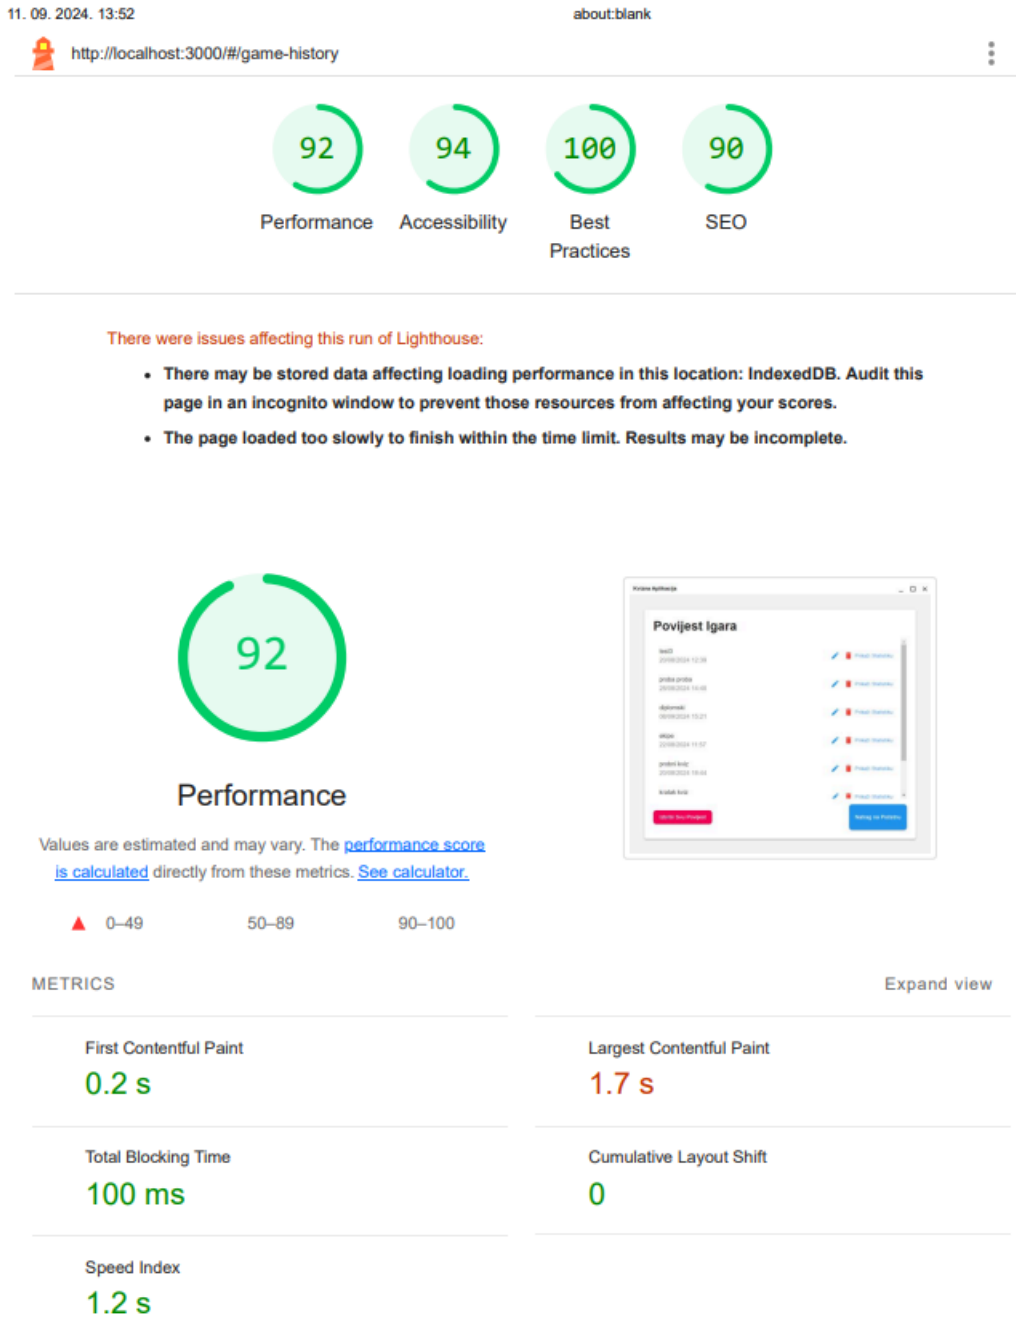 11. 09. 2024. 13:52 about:blank
http://localhost:3000/#/game-history
92 94 100 90
Performance Accessibility Best Practices SEO
There were issues affecting this run of Lighthouse:
• There may be stored data affecting loading performance in this location: IndexedDB. Audit this
page in an incognito window to prevent those resources from affecting your scores.
• The page loaded too slowly to finish within the time limit. Results may be incomplete.
92
Performance
Values are estimated and may vary. The performance score
is calculated directly from these metrics. See calculator.
0–49 50–89 90–100
Povijest Igara
proba proba
diplomski
METRICS Expand view
First Contentful Paint
0.2 s
Largest Contentful Paint
1.7 s
Total Blocking Time
100 ms
Cumulative Layout Shift
0
Speed Index
1.2 s